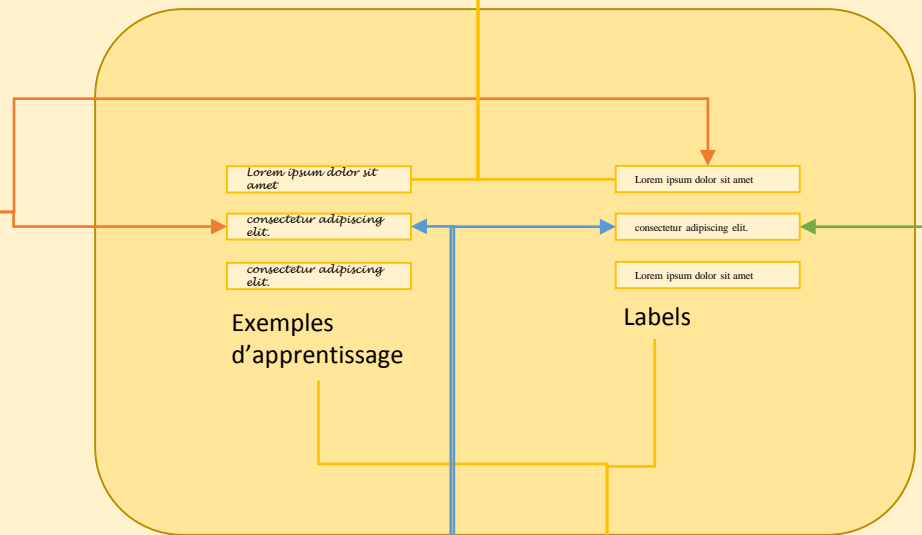 Lorem ipsum dolor sit
amet
consectetur adipiscing
elit.
consectetur adipiscing
elit.
Exemples
d’apprentissage
Lorem ipsum dolor sit amet
consectetur adipiscing elit.
Lorem ipsum dolor sit amet
Labels